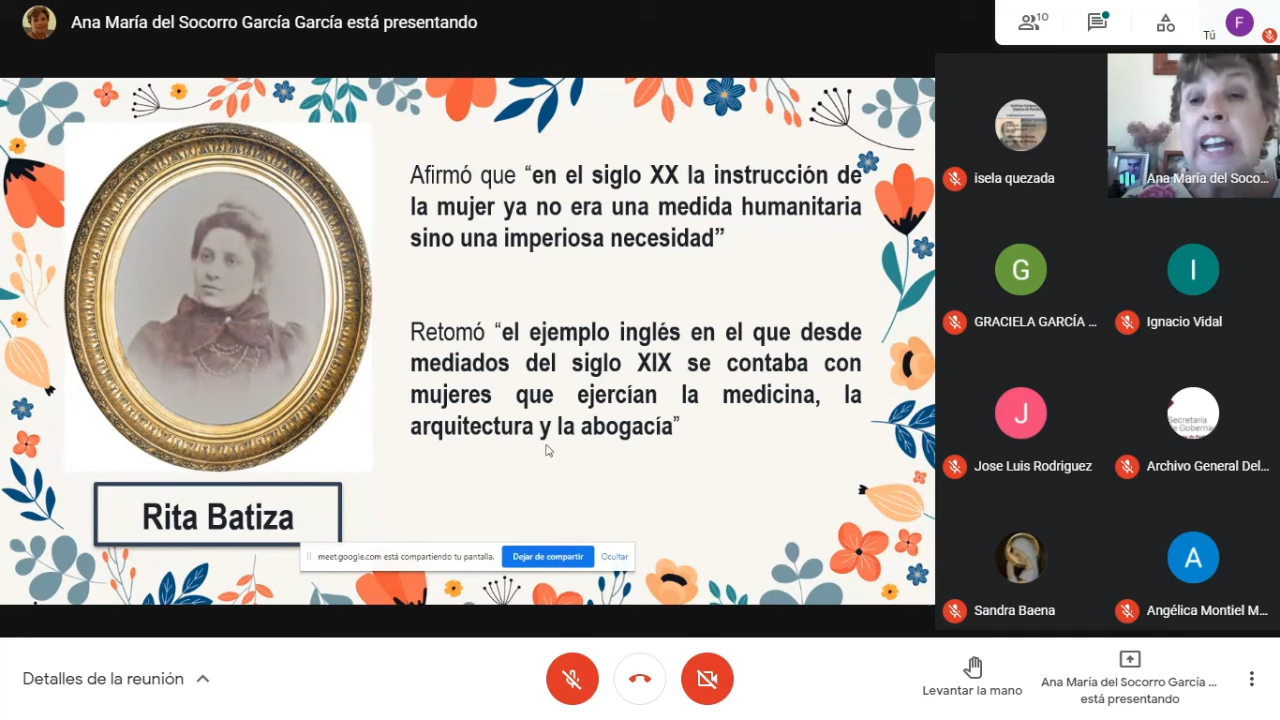 Ana María del Socorro García García está presentando
10
Tú
F
Afirmó que “en el siglo XX la instrucción de
la mujer ya no era una medida humanitaria
sino una imperiosa necesidad”
Retomó “el ejemplo inglés en el que desde
mediados del siglo XIX se contaba con
mujeres que ejercían la medicina, la
arquitectura y la abogacía”
Rita Batiza
meet.google.com está compartiendo tu pantalla.
Dejar de compartir
Ocultar
isela quezada
Ana María del Soco...
G
GRACIELA GARCÍA ...
I
Ignacio Vidal
J
Jose Luis Rodriguez
Secretaría
de Goberna
Archivo General Del...
Sandra Baena
A
Angélica Montiel M...
Detalles de la reunión
Levantar la mano
Ana María del Socorro García ...
está presentando